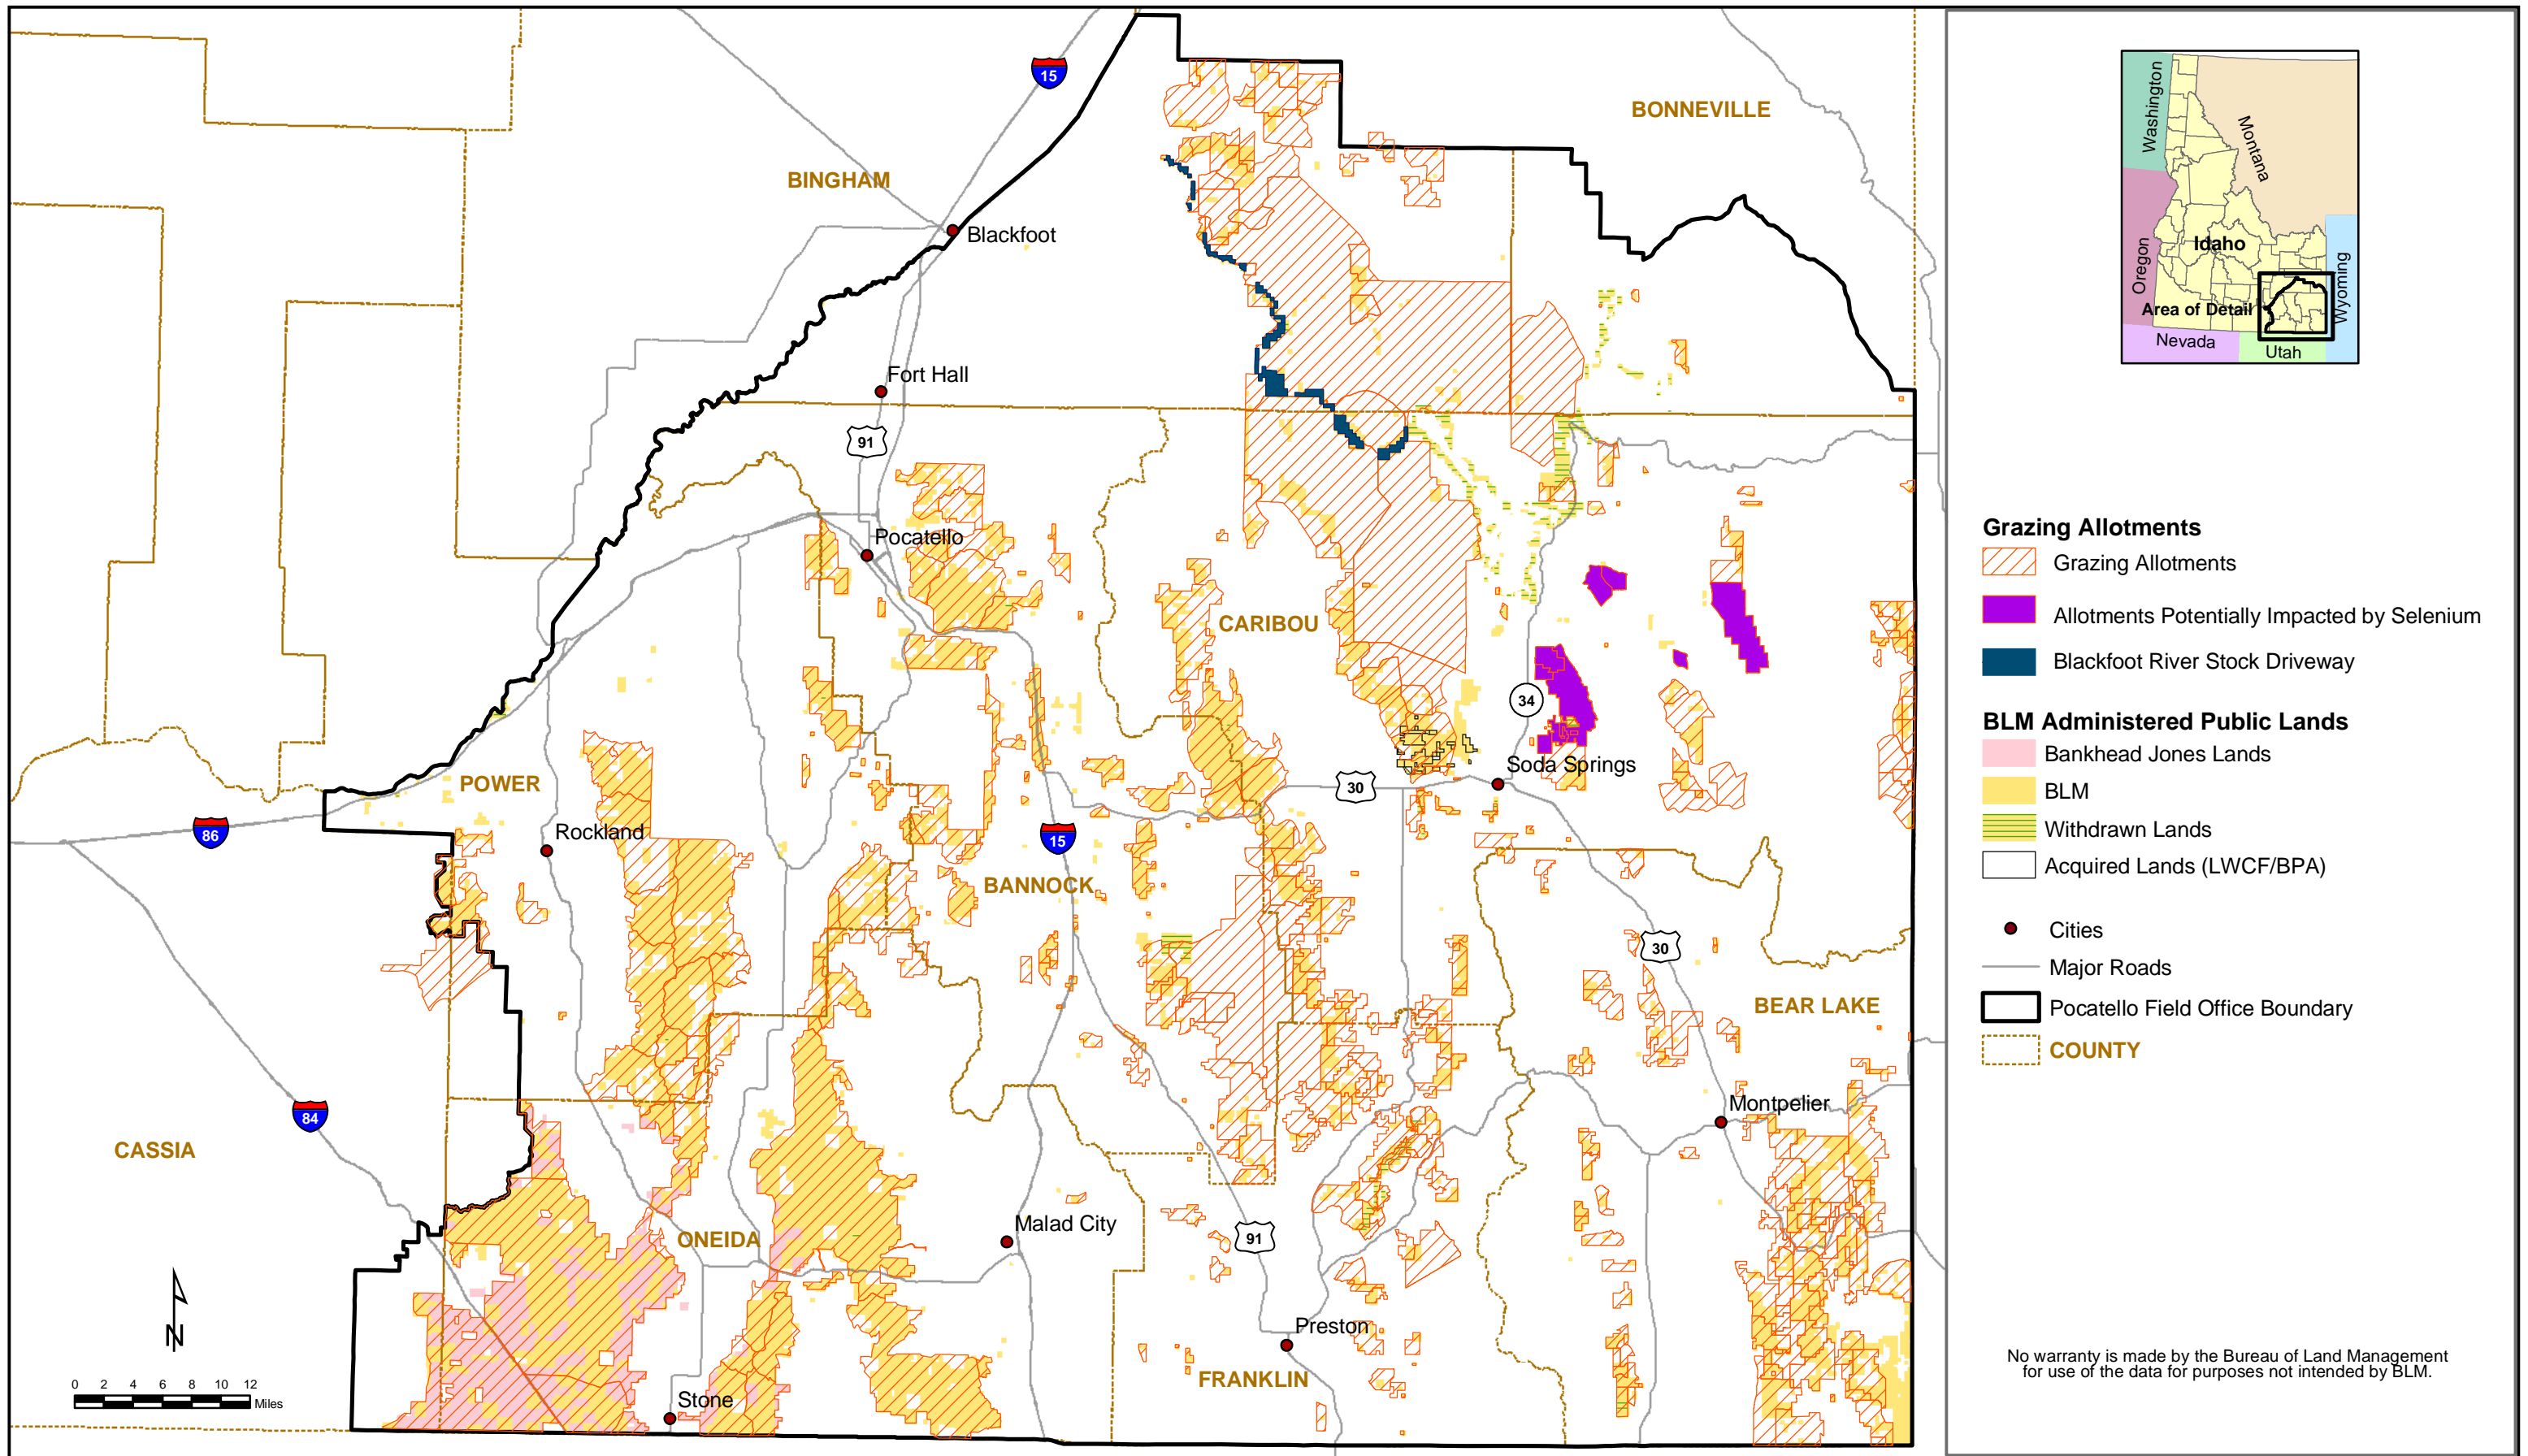 15
BONNEVILLE
BINGHAM
Blackfoot
Fort Hall
91
Pocatello
CARIBOU
34
POWER
Soda Springs
30
86
Rockland
15
BANNOCK
30
BEAR LAKE
84
Montpelier
CASSIA
Malad City
ONEIDA
91
Preston
FRANKLIN
Stone
N
0 2 4 6 8 10 12
Miles
Washington
Montana
Oregon
Idaho
Wyoming
Area of Detail
Nevada
Utah
Grazing Allotments
Grazing Allotments
Allotments Potentially Impacted by Selenium
Blackfoot River Stock Driveway
BLM Administered Public Lands
Bankhead Jones Lands
BLM
Withdrawn Lands
Acquired Lands (LWCF/BPA)
Cities
Major Roads
Pocatello Field Office Boundary
COUNTY
No warranty is made by the Bureau of Land Management
for use of the data for purposes not intended by BLM.